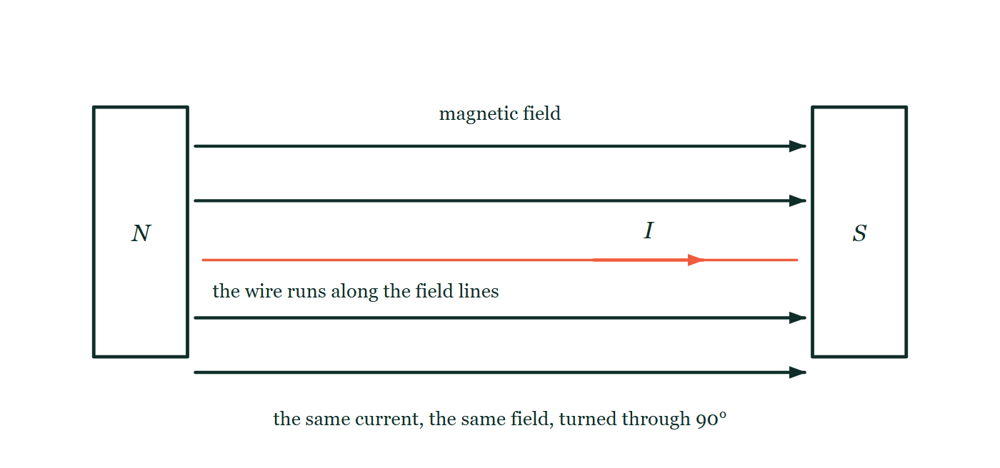 magnetic field
I
N
S
the wire runs along the field lines
the same current, the same field, turned through 90°